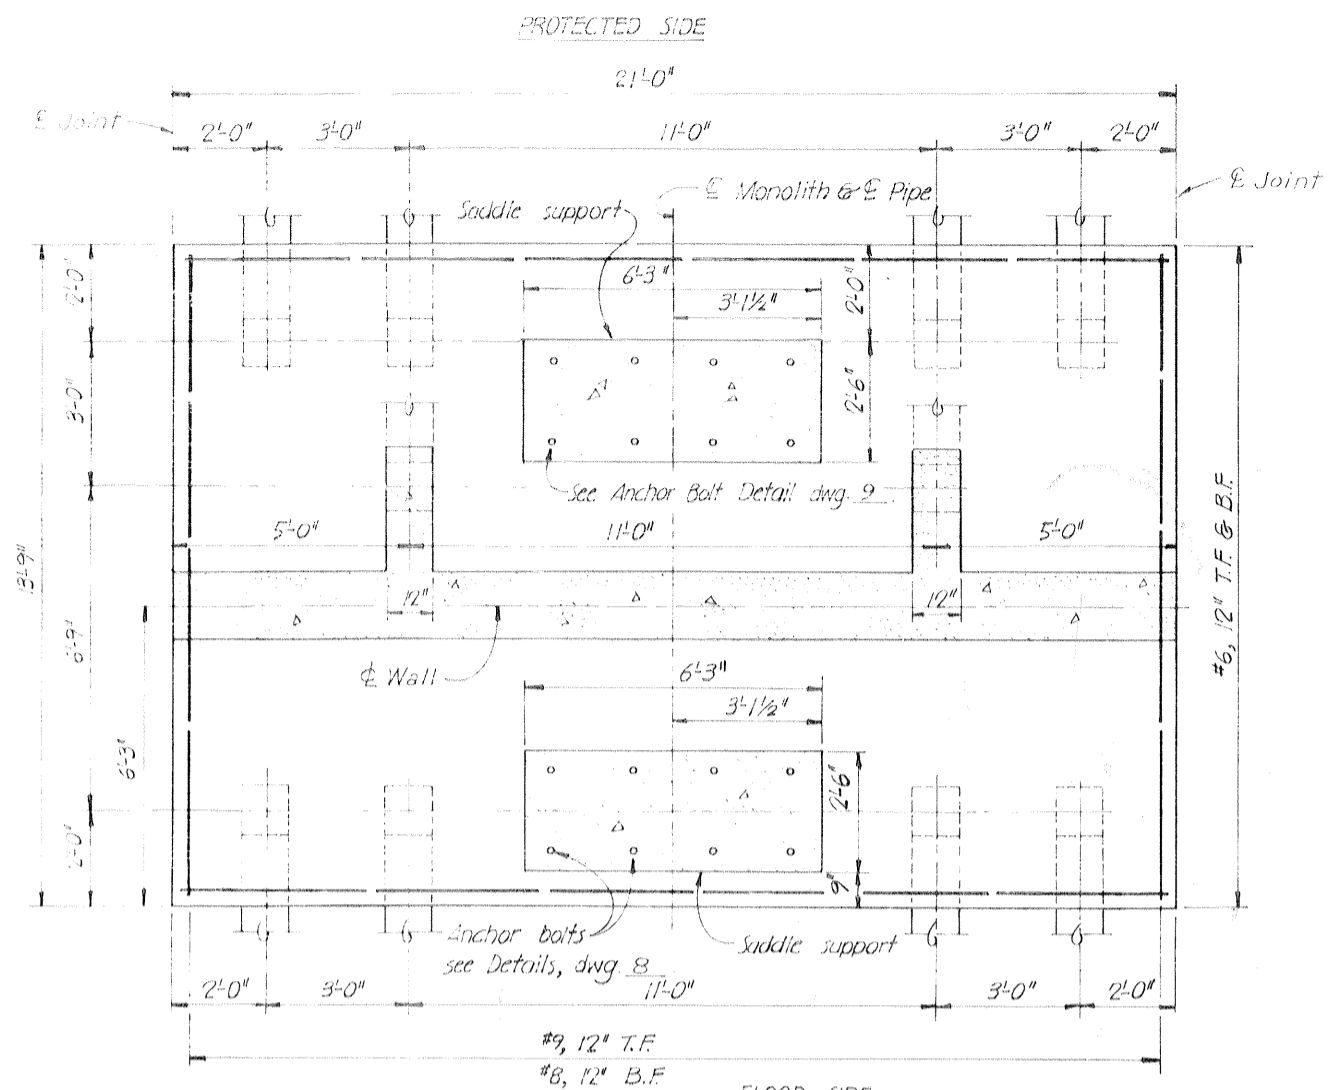 PROTECTED SIDE
21'-0"
℄ Joint
2'-0"
3'-0"
11'-0"
3'-0"
2'-0"
℄ Joint
℄ Monolith & ℄ Pipe
Saddle support
6'-3"
3'-1½"
2'-0"
2'-0"
3'-0"
2'-6"
See Anchor Bolt Detail dwg. 9
5'-0"
11'-0"
5'-0"
13'-9"
12"
12"
#6, 12" T.F. & B.F.
6'-9"
℄ Wall
6'-3"
3'-1½"
6'-3"
2'-6"
2'-0"
9"
Anchor bolts
see Details, dwg. 8
Saddle support
2'-0"
3'-0"
11'-0"
3'-0"
2'-0"
#9, 12" T.F.
#8, 12" B.F.
FLOOD SIDE